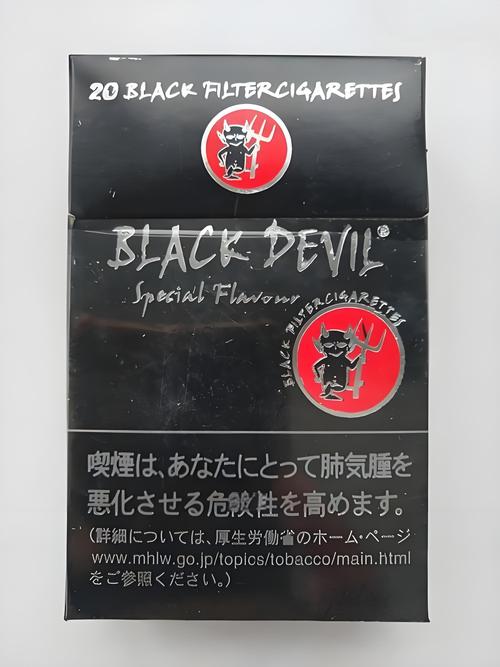 20 BLACK FILTERCIGARETTES
BLACK DEVIL®
Special Flavour
BLACK FILTERCIGARETTES
喫煙は、あなたにとって肺気腫を
悪化させる危険性を高めます。
(詳細については、厚生労働省のホーム・ページ
www.mhlw.go.jp/topics/tobacco/main.html
をご参照ください。)